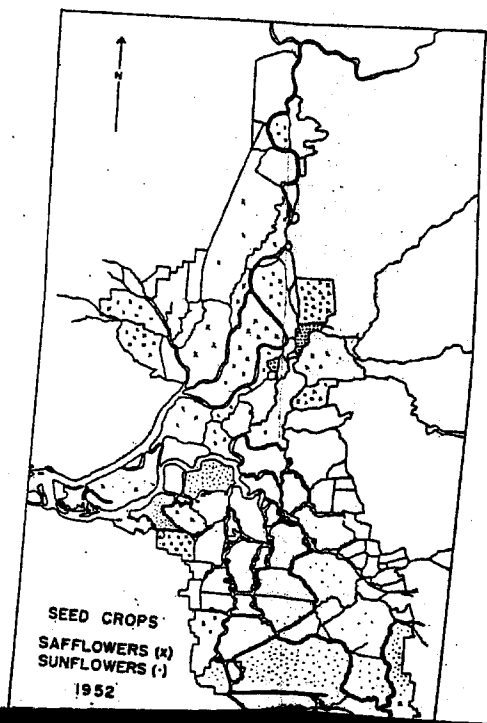 N
SEED CROPS
SAFFLOWERS (x)
SUNFLOWERS (·)
1952